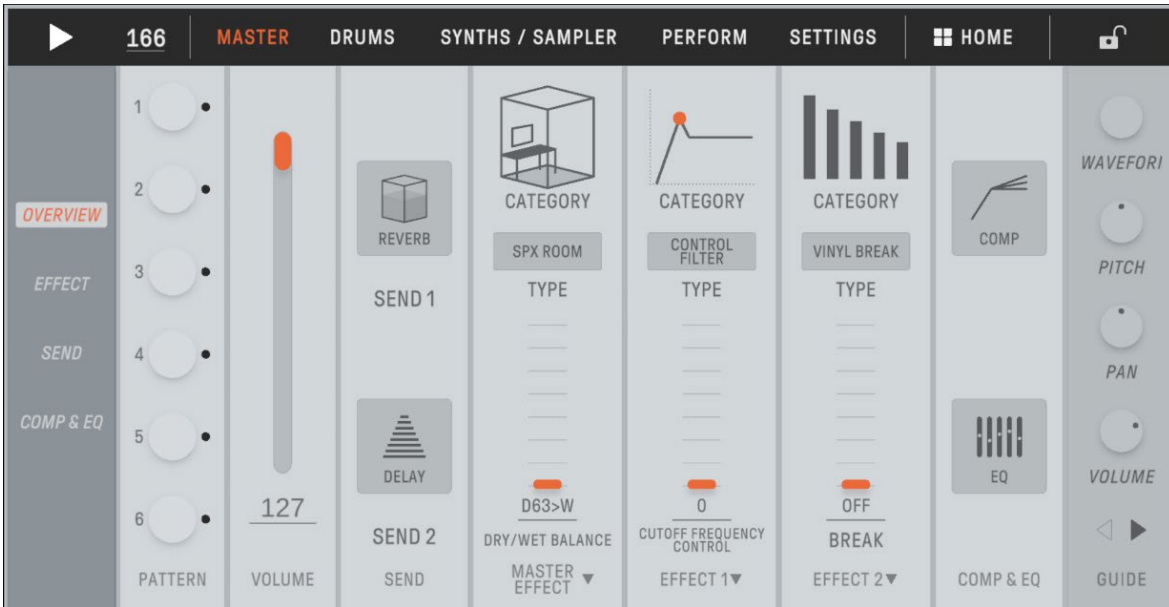 166 MASTER DRUMS SYNTHS / SAMPLER PERFORM SETTINGS HOME
OVERVIEW
EFFECT
SEND
COMP & EQ
1
2
3
4
5
6
PATTERN
127
VOLUME
REVERB
SEND 1
DELAY
SEND 2
SEND
CATEGORY
SPX ROOM
TYPE
D63>W
DRY/WET BALANCE
MASTER
EFFECT
CATEGORY
CONTROL
FILTER
TYPE
0
CUTOFF FREQUENCY
CONTROL
EFFECT 1
CATEGORY
VINYL BREAK
TYPE
OFF
BREAK
EFFECT 2
COMP
EQ
COMP & EQ
WAVEFORI
PITCH
PAN
VOLUME
GUIDE